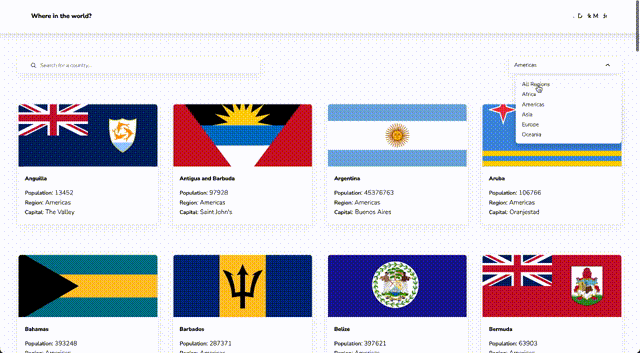 Where in the world?
Search for a country...
Americas
All Regions
Africa
Americas
Asia
Europe
Oceania
Anguilla
Population: 13452
Region: Americas
Capital: The Valley
Antigua and Barbuda
Population: 97928
Region: Americas
Capital: Saint John's
Argentina
Population: 45376763
Region: Americas
Capital: Buenos Aires
Aruba
Population: 106766
Region: Americas
Capital: Oranjestad
Bahamas
Population: 393248
Region: Americas
Barbados
Population: 287371
Region: Americas
Belize
Population: 397621
Region: Americas
Bermuda
Population: 63903
Region: Americas